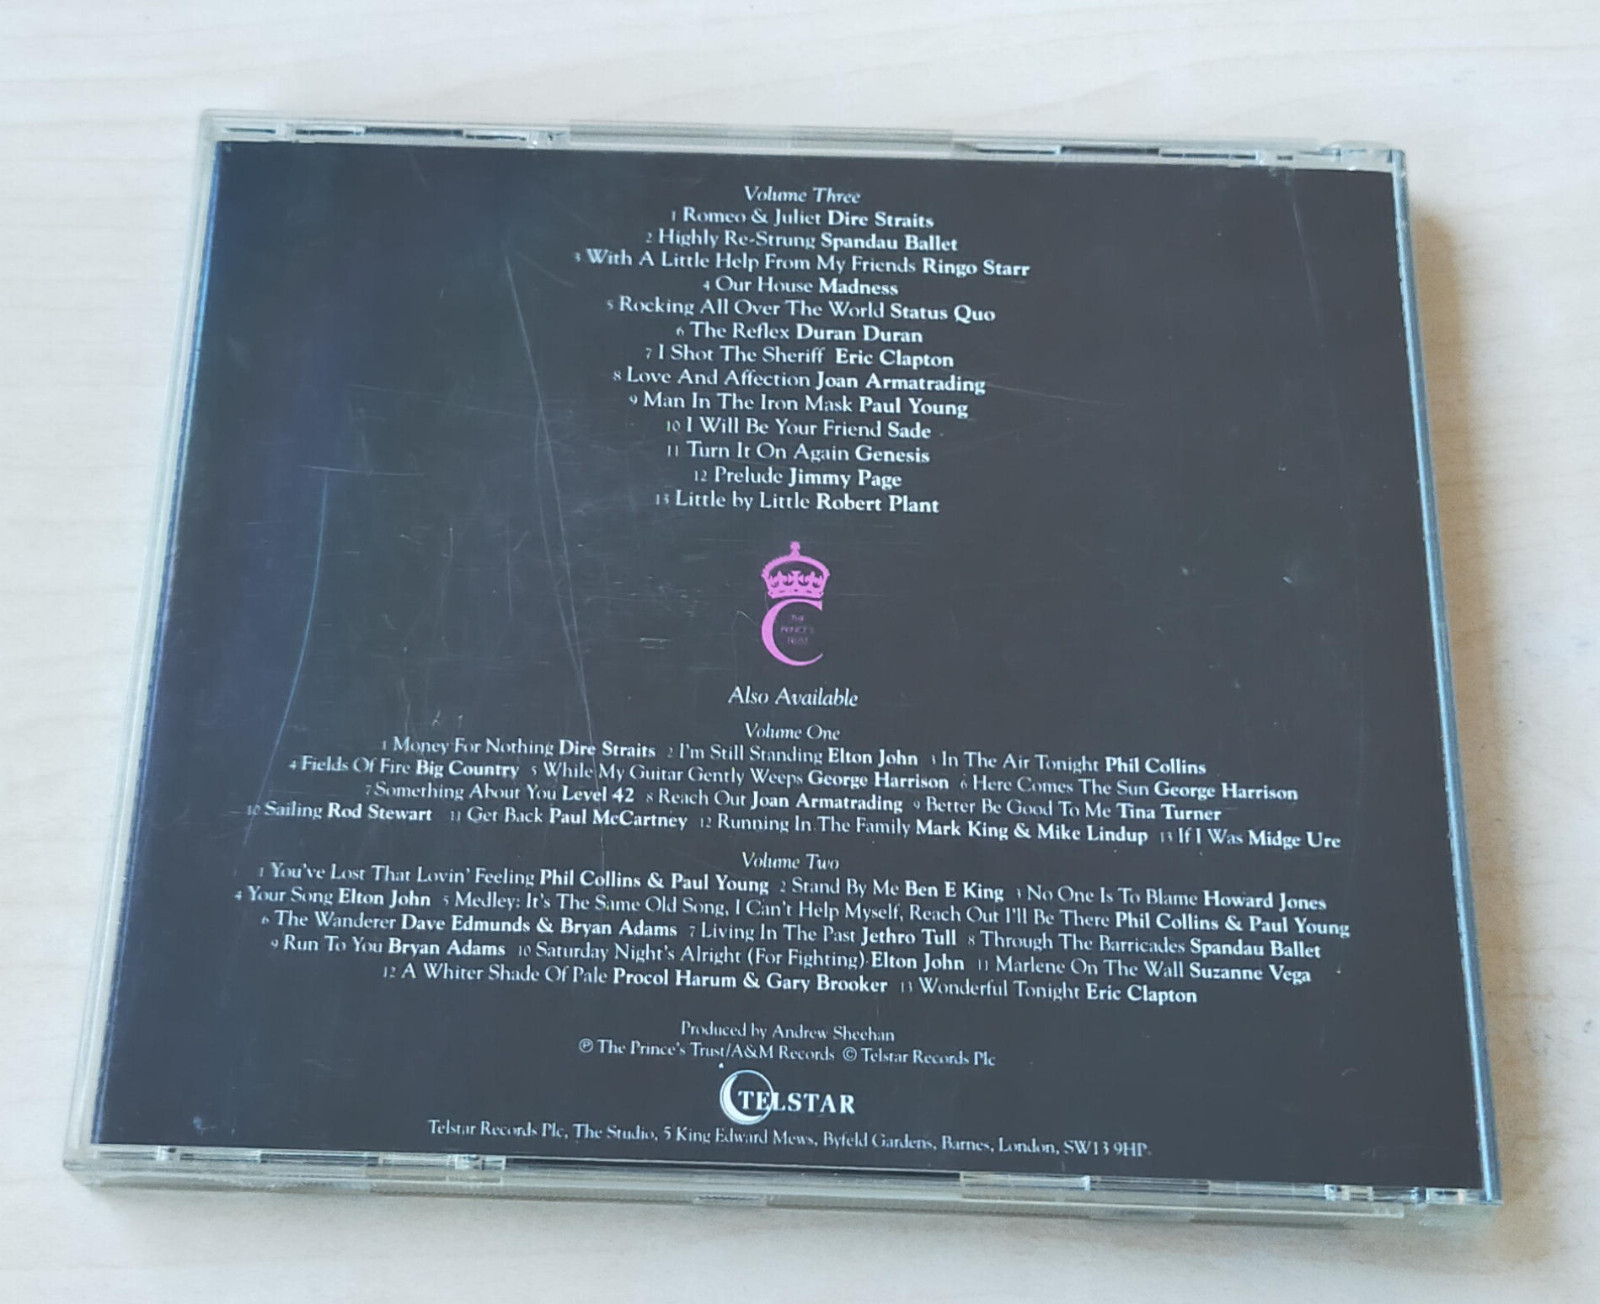 Volume Three
1 Romeo & Juliet Dire Straits
2 Highly Re-Strung Spandau Ballet
3 With A Little Help From My Friends Ringo Starr
4 Our House Madness
5 Rocking All Over The World Status Quo
6 The Reflex Duran Duran
7 I Shot The Sheriff Eric Clapton
8 Love And Affection Joan Armatrading
9 Man In The Iron Mask Paul Young
10 I Will Be Your Friend Sade
11 Turn It On Again Genesis
12 Prelude Jimmy Page
13 Little by Little Robert Plant
C
THE
PRINCE'S
TRUST
Also Available
Volume One
1 Money For Nothing Dire Straits 2 I'm Still Standing Elton John 3 In The Air Tonight Phil Collins
4 Fields Of Fire Big Country 5 While My Guitar Gently Weeps George Harrison 6 Here Comes The Sun George Harrison
7 Something About You Level 42 8 Reach Out Joan Armatrading 9 Better Be Good To Me Tina Turner
10 Sailing Rod Stewart 11 Get Back Paul McCartney 12 Running In The Family Mark King & Mike Lindup 13 If I Was Midge Ure
Volume Two
1 You've Lost That Lovin' Feeling Phil Collins & Paul Young 2 Stand By Me Ben E King 3 No One Is To Blame Howard Jones
4 Your Song Elton John 5 Medley: It's The Same Old Song, I Can't Help Myself, Reach Out I'll Be There Phil Collins & Paul Young
6 The Wanderer Dave Edmunds & Bryan Adams 7 Living In The Past Jethro Tull 8 Through The Barricades Spandau Ballet
9 Run To You Bryan Adams 10 Saturday Night's Alright (For Fighting) Elton John 11 Marlene On The Wall Suzanne Vega
12 A Whiter Shade Of Pale Procol Harum & Gary Brooker 13 Wonderful Tonight Eric Clapton
Produced by Andrew Sheehan
℗ The Prince's Trust/A&M Records © Telstar Records Plc
TELSTAR
Telstar Records Plc, The Studio, 5 King Edward Mews, Byfeld Gardens, Barnes, London, SW13 9HP.